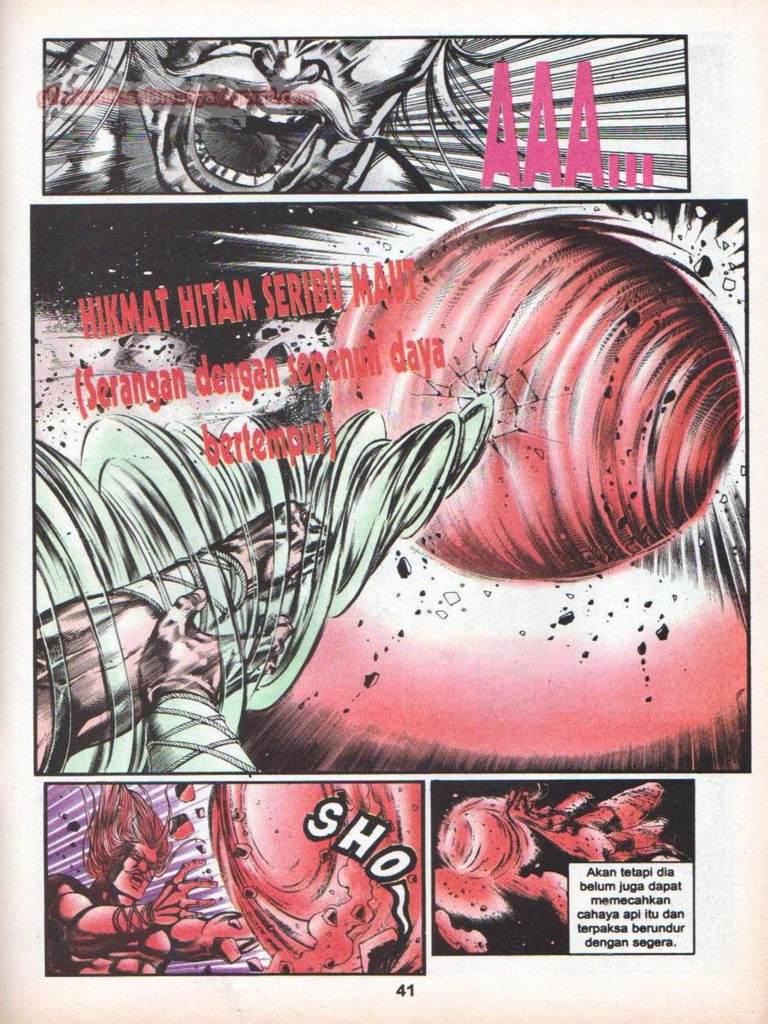 AAA...
HIKMAT HITAM SERIBU MAUT
(Serangan dengan sepenuh daya
bertempur)
SHO
Akan tetapi dia
belum juga dapat
memecahkan
cahaya api itu dan
terpaksa berundur
dengan segera.
41